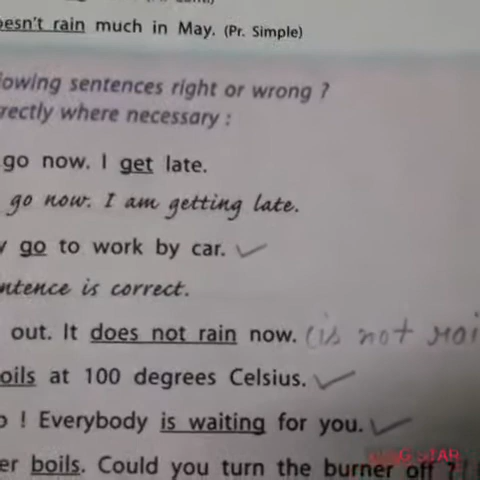 esn't rain much in May. (Pr. Simple)
owing sentences right or wrong ?
rectly where necessary :
go now. I get late.
go now. I am getting late.
y go to work by car.
ntence is correct.
out. It does not rain now. (is not rai
oils at 100 degrees Celsius.
! Everybody is waiting for you.
er boils. Could you turn the burner off ?